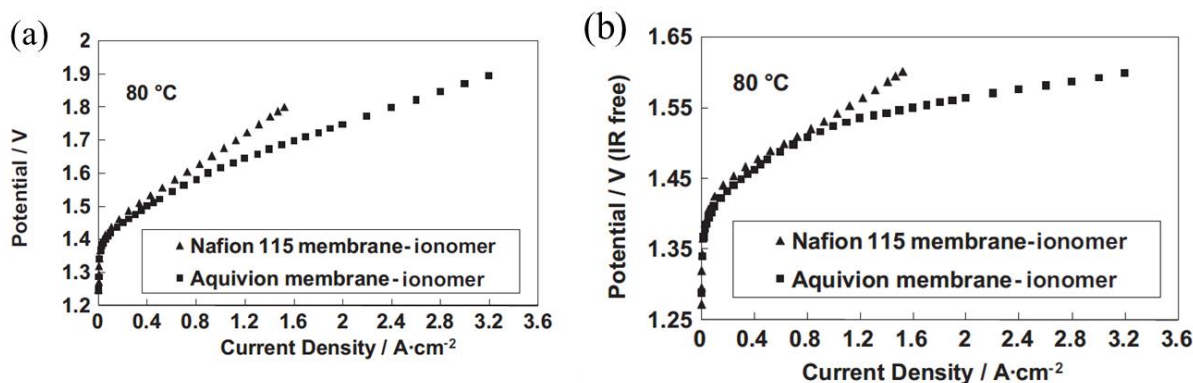 (a)
2
1.9
1.8
1.7
1.6
1.5
1.4
1.3
1.2
Potential / V
80 °C
Nafion 115 membrane-ionomer
Aquivion membrane-ionomer
0 0.4 0.8 1.2 1.6 2 2.4 2.8 3.2 3.6
Current Density / A·cm-2
(b)
1.65
1.55
1.45
1.35
1.25
Potential / V (IR free)
80 °C
Nafion 115 membrane-ionomer
Aquivion membrane-ionomer
0 0.4 0.8 1.2 1.6 2 2.4 2.8 3.2 3.6
Current Density / A·cm-2